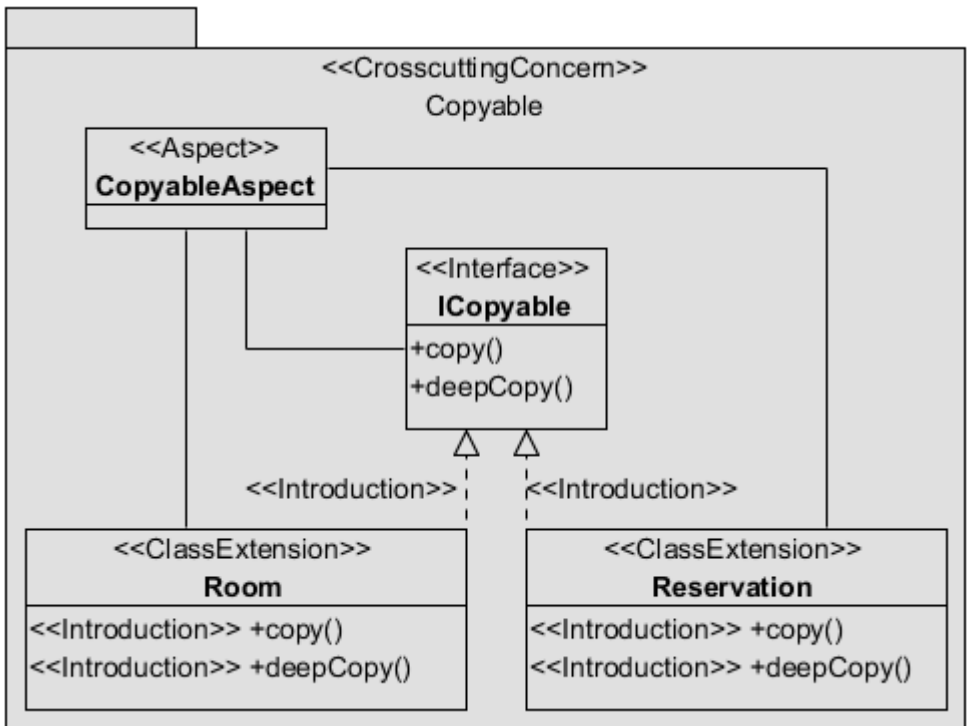 <<CrosscuttingConcern>>
Copyable
<<Aspect>>
CopyableAspect
<<Interface>>
ICopyable
+copy()
+deepCopy()
<<Introduction>>
<<Introduction>>
<<ClassExtension>>
Room
<<Introduction>> +copy()
<<Introduction>> +deepCopy()
<<ClassExtension>>
Reservation
<<Introduction>> +copy()
<<Introduction>> +deepCopy()